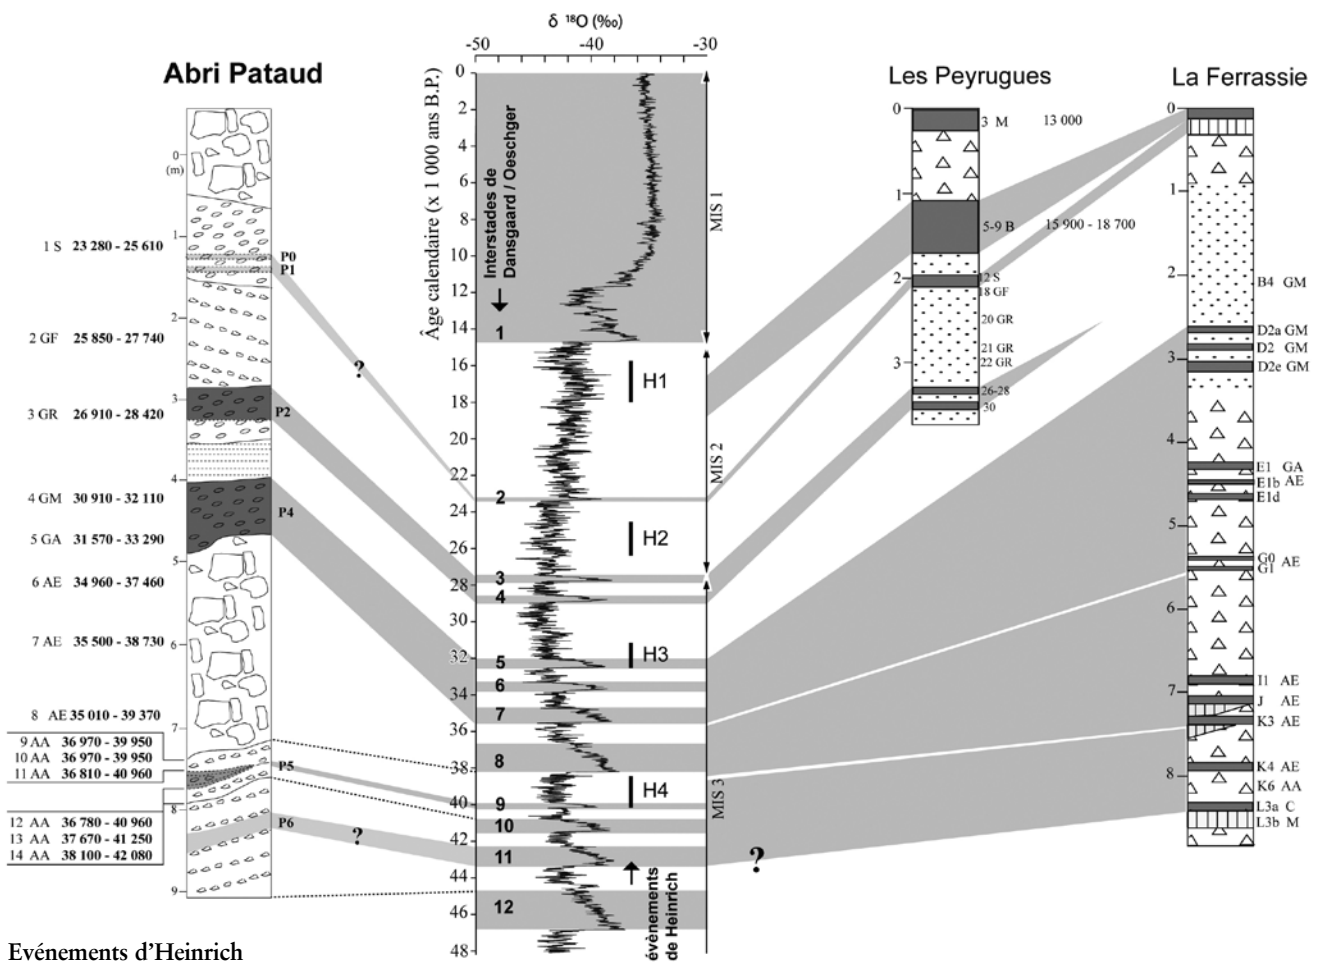 δ ¹⁸O (‰)
-50 -40 -30
Abri Pataud
Les Peyrugues
La Ferrassie
0
(m)
1
2
3
4
5
6
7
8
9
1 S 23 280 - 25 610
2 GF 25 850 - 27 740
3 GR 26 910 - 28 420
4 GM 30 910 - 32 110
5 GA 31 570 - 33 290
6 AE 34 960 - 37 460
7 AE 35 500 - 38 730
8 AE 35 010 - 39 370
9 AA 36 970 - 39 950
10 AA 36 970 - 39 950
11 AA 36 810 - 40 960
12 AA 36 780 - 40 960
13 AA 37 670 - 41 250
14 AA 38 100 - 42 080
P0
P1
P2
P4
P5
P6
?
?
Âge calendaire (x 1 000 ans B.P.)
0
2
4
6
8
10
12
14
16
18
20
22
24
26
28
30
32
34
36
38
40
42
44
46
48
Interstades de
Dansgaard / Oeschger
1
2
3
4
5
6
7
8
9
10
11
12
H1
H2
H3
H4
évènements
de Heinrich
MIS 1
MIS 2
MIS 3
?
0
1
2
3
3 M 13 000
5-9 B 15 900 - 18 700
12 S
18 GF
20 GR
21 GR
22 GR
26-28
30
0
1
2
3
4
5
6
7
8
B4 GM
D2a GM
D2 GM
D2e GM
E1 GA
E1b AE
E1d
G0
G1 AE
I1 AE
J AE
K3 AE
K4 AE
K6 AA
L3a C
L3b M
Evénements d’Heinrich